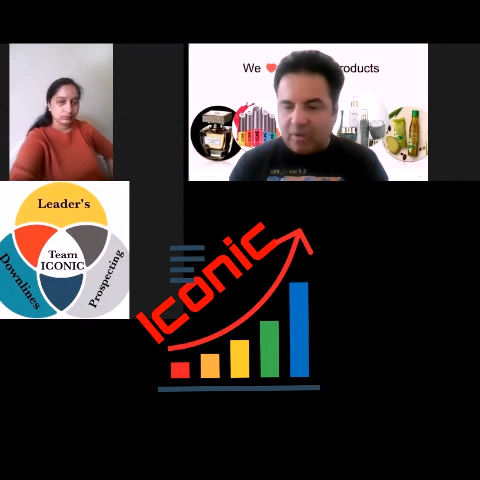 We ❤ roducts
Leader's
Team
ICONIC
Downlines
Prospecting
Iconic